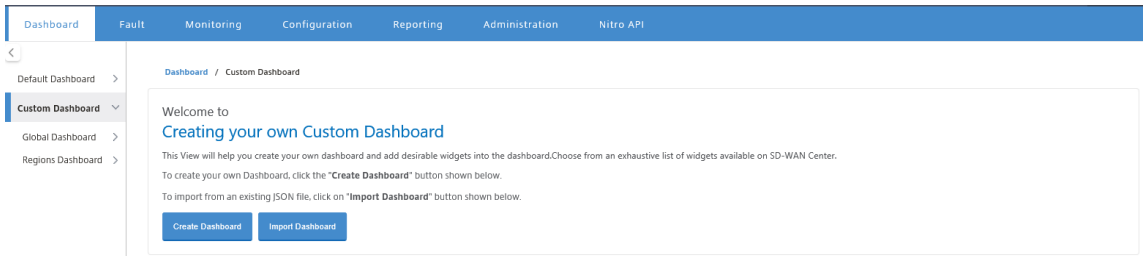 Dashboard Fault Monitoring Configuration Reporting Administration Nitro API
Default Dashboard
Custom Dashboard
Global Dashboard
Regions Dashboard
Dashboard / Custom Dashboard
Welcome to
Creating your own Custom Dashboard
This View will help you create your own dashboard and add desirable widgets into the dashboard.Choose from an exhaustive list of widgets available on SD-WAN Center.
To create your own Dashboard, click the "Create Dashboard" button shown below.
To import from an existing JSON file, click on "Import Dashboard" button shown below.
Create Dashboard Import Dashboard